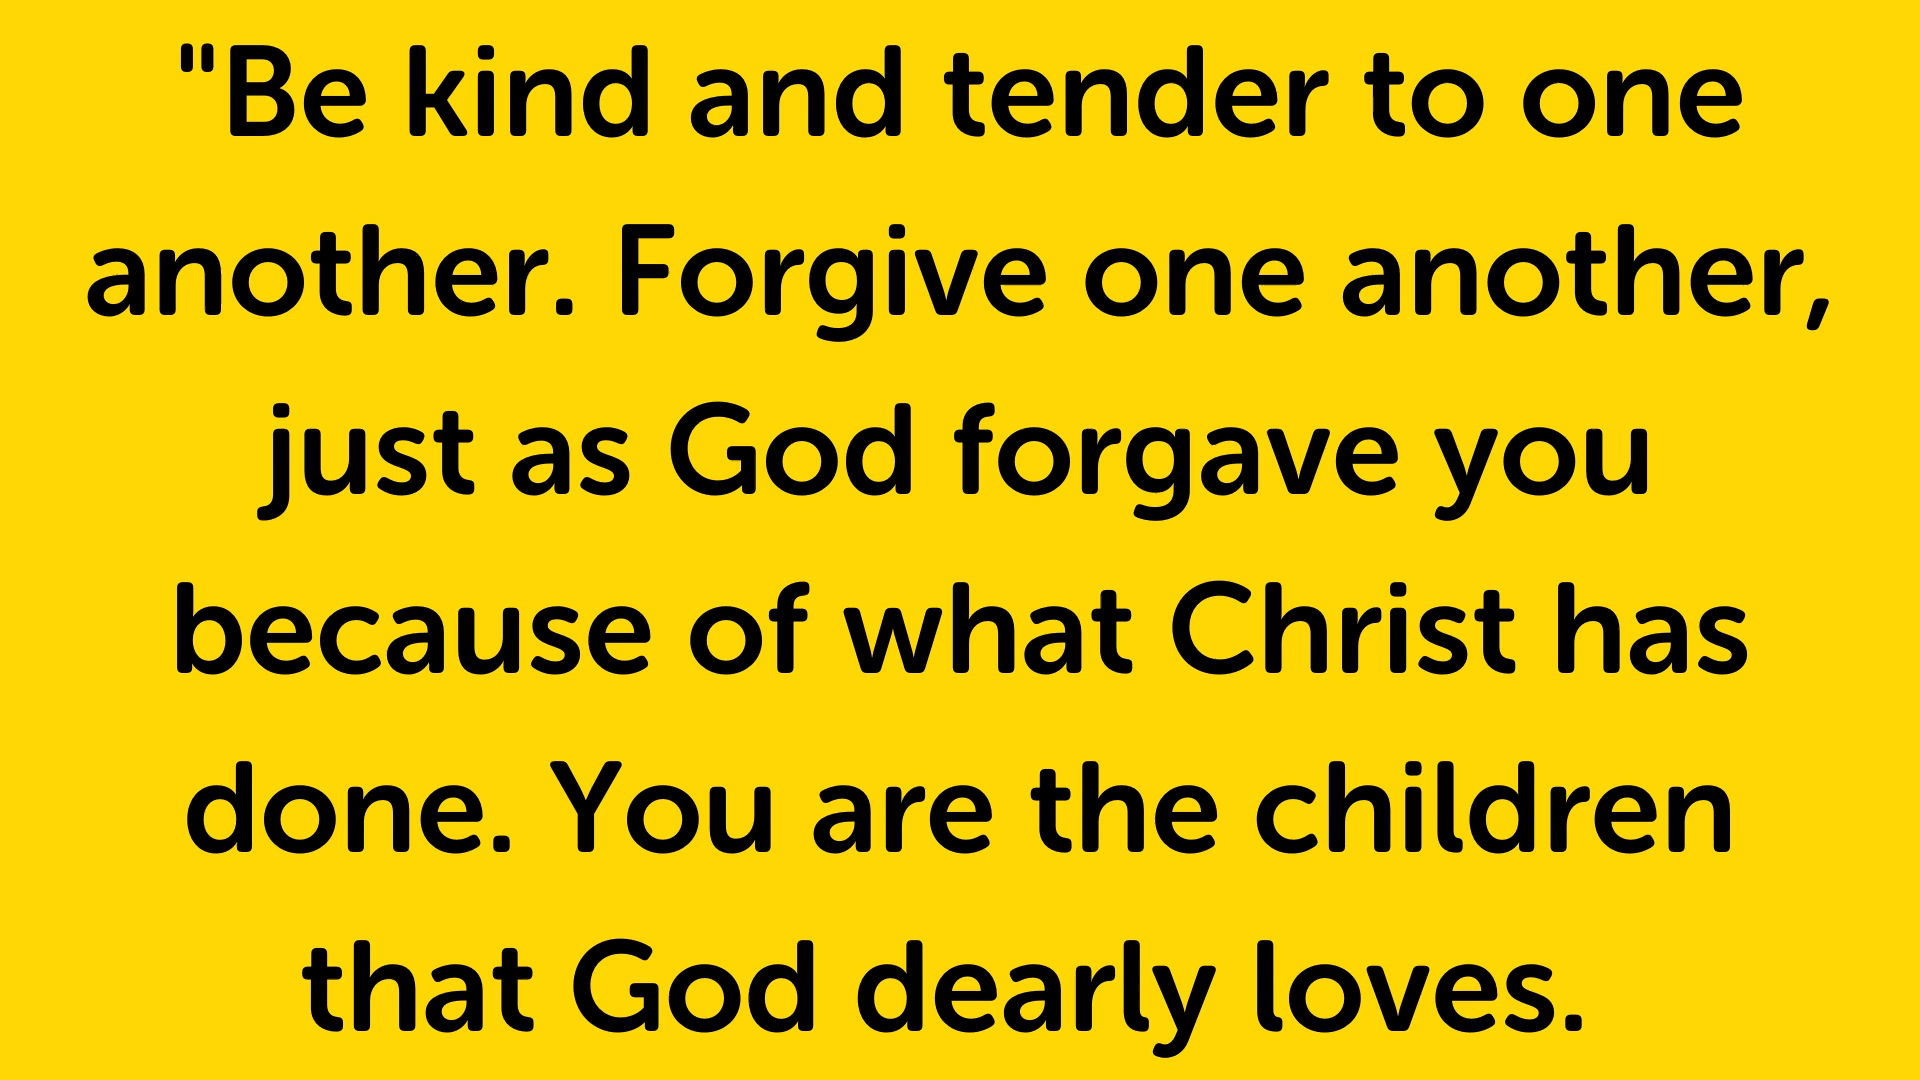 "Be kind and tender to one
another. Forgive one another,
just as God forgave you
because of what Christ has
done. You are the children
that God dearly loves.